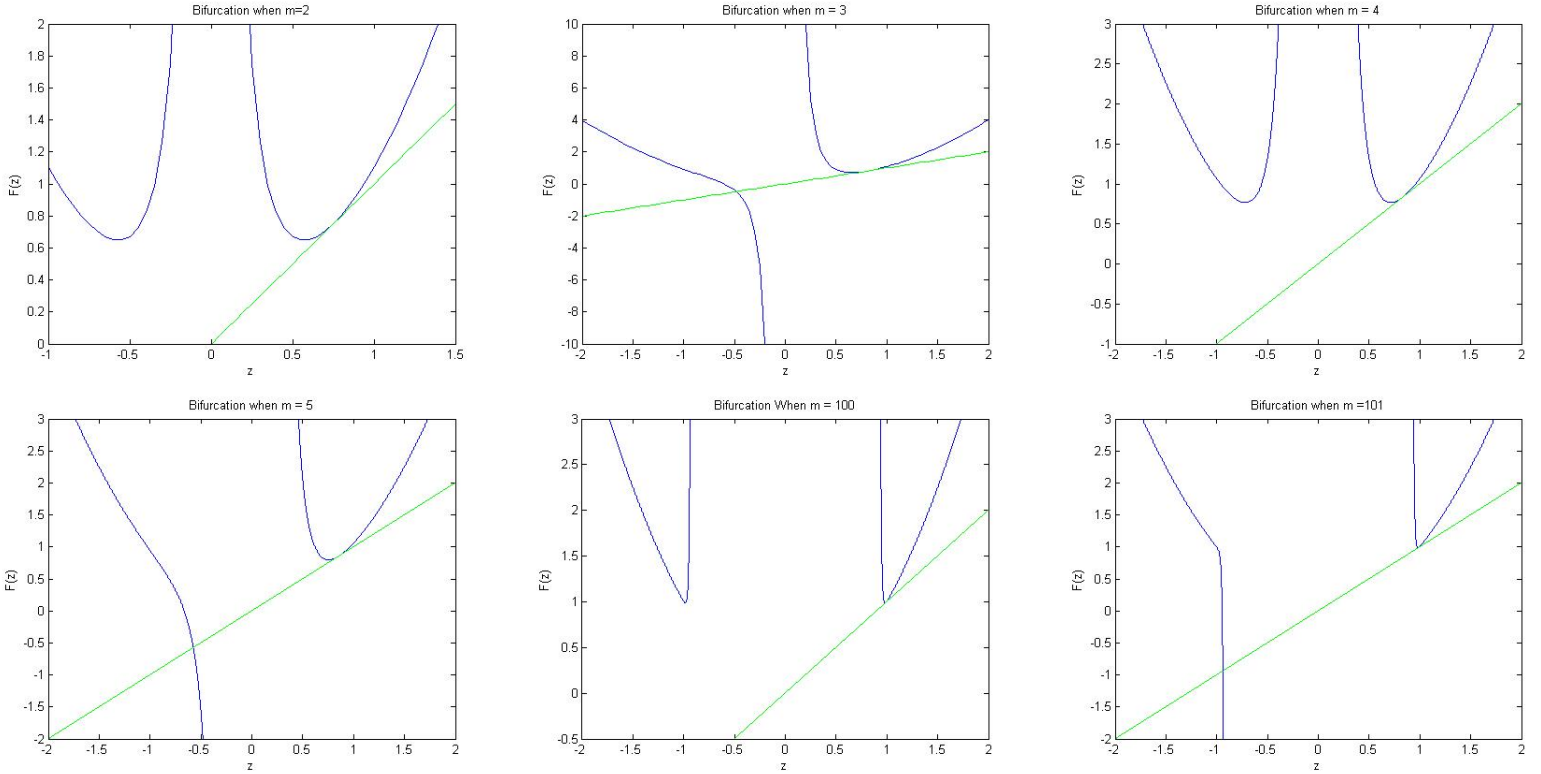 Bifurcation when m=2
2
1.8
1.6
1.4
1.2
1
0.8
0.6
0.4
0.2
0
F(z)
-1 -0.5 0 0.5 1 1.5
z
Bifurcation when m = 3
10
8
6
4
2
0
-2
-4
-6
-8
-10
F(z)
-2 -1.5 -1 -0.5 0 0.5 1 1.5 2
z
Bifurcation when m = 4
3
2.5
2
1.5
1
0.5
0
-0.5
-1
F(z)
-2 -1.5 -1 -0.5 0 0.5 1 1.5 2
z
Bifurcation when m = 5
3
2.5
2
1.5
1
0.5
0
-0.5
-1
-1.5
-2
F(z)
-2 -1.5 -1 -0.5 0 0.5 1 1.5 2
z
Bifurcation When m = 100
3
2.5
2
1.5
1
0.5
0
-0.5
F(z)
-2 -1.5 -1 -0.5 0 0.5 1 1.5 2
z
Bifurcation when m =101
3
2.5
2
1.5
1
0.5
0
-0.5
-1
-1.5
-2
F(z)
-2 -1.5 -1 -0.5 0 0.5 1 1.5 2
z